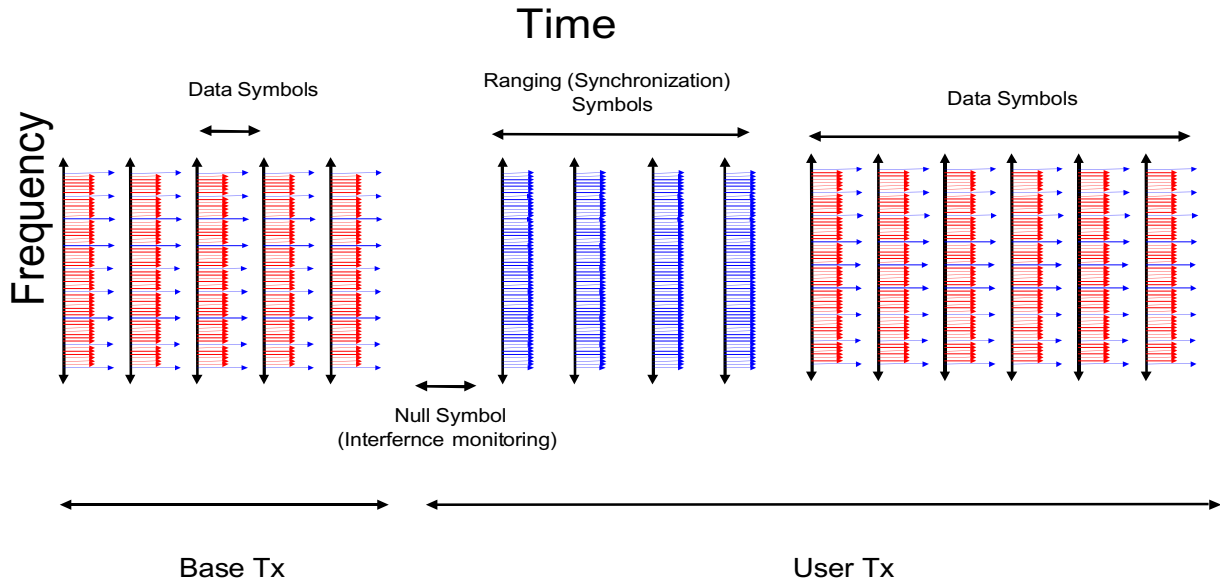 Time
Data Symbols
Ranging (Synchronization)
Symbols
Data Symbols
Frequency
Null Symbol
(Interfernce monitoring)
Base Tx
User Tx